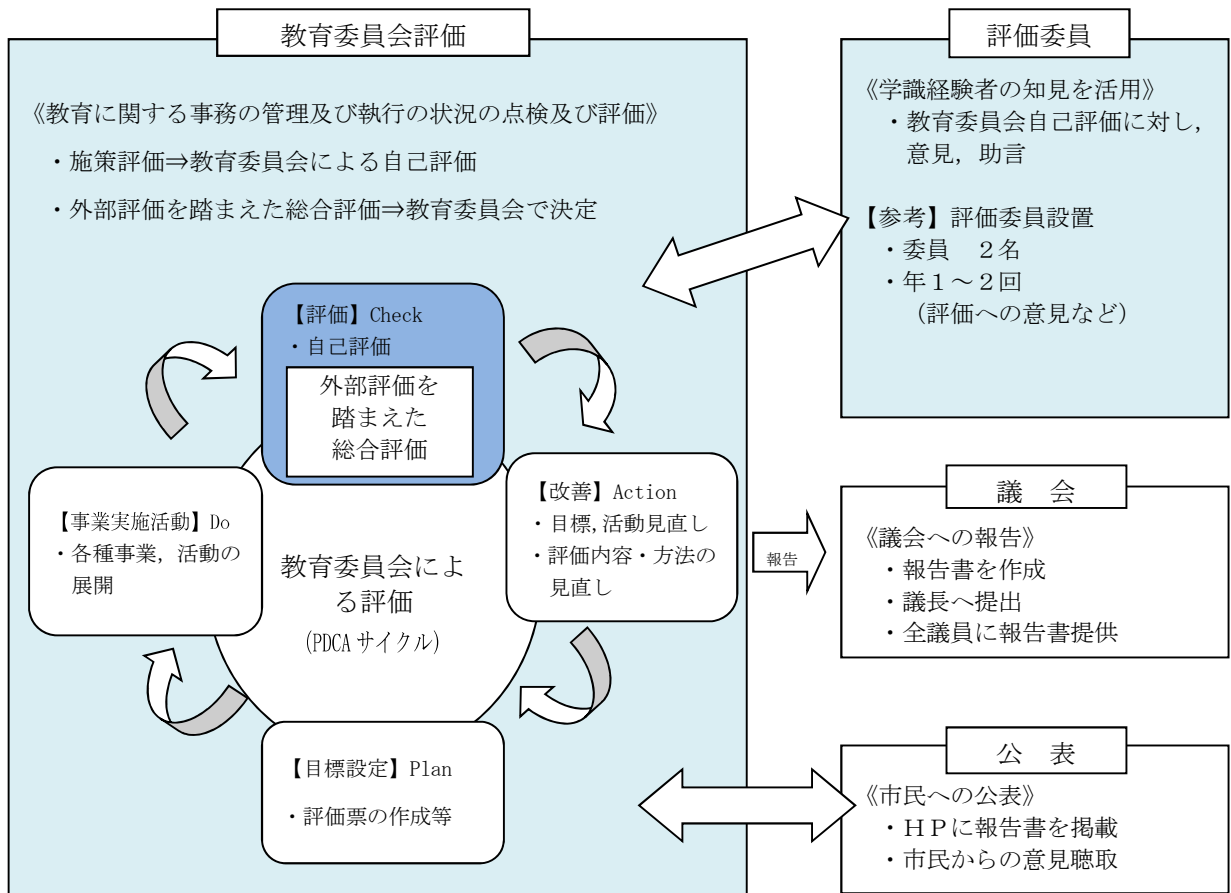 教育委員会評価
《教育に関する事務の管理及び執行の状況の点検及び評価》
・施策評価⇒教育委員会による自己評価
・外部評価を踏まえた総合評価⇒教育委員会で決定
【評価】Check
・自己評価
外部評価を
踏まえた
総合評価
【事業実施活動】Do
・各種事業，活動の
展開
教育委員会によ
る評価
(PDCAサイクル)
【改善】Action
・目標,活動見直し
・評価内容・方法の
見直し
【目標設定】Plan
・評価票の作成等
評価委員
《学識経験者の知見を活用》
・教育委員会自己評価に対し，
意見，助言
【参考】評価委員設置
・委員　２名
・年１～２回
（評価への意見など）
報告
議　会
《議会への報告》
・報告書を作成
・議長へ提出
・全議員に報告書提供
公　表
《市民への公表》
・ＨＰに報告書を掲載
・市民からの意見聴取